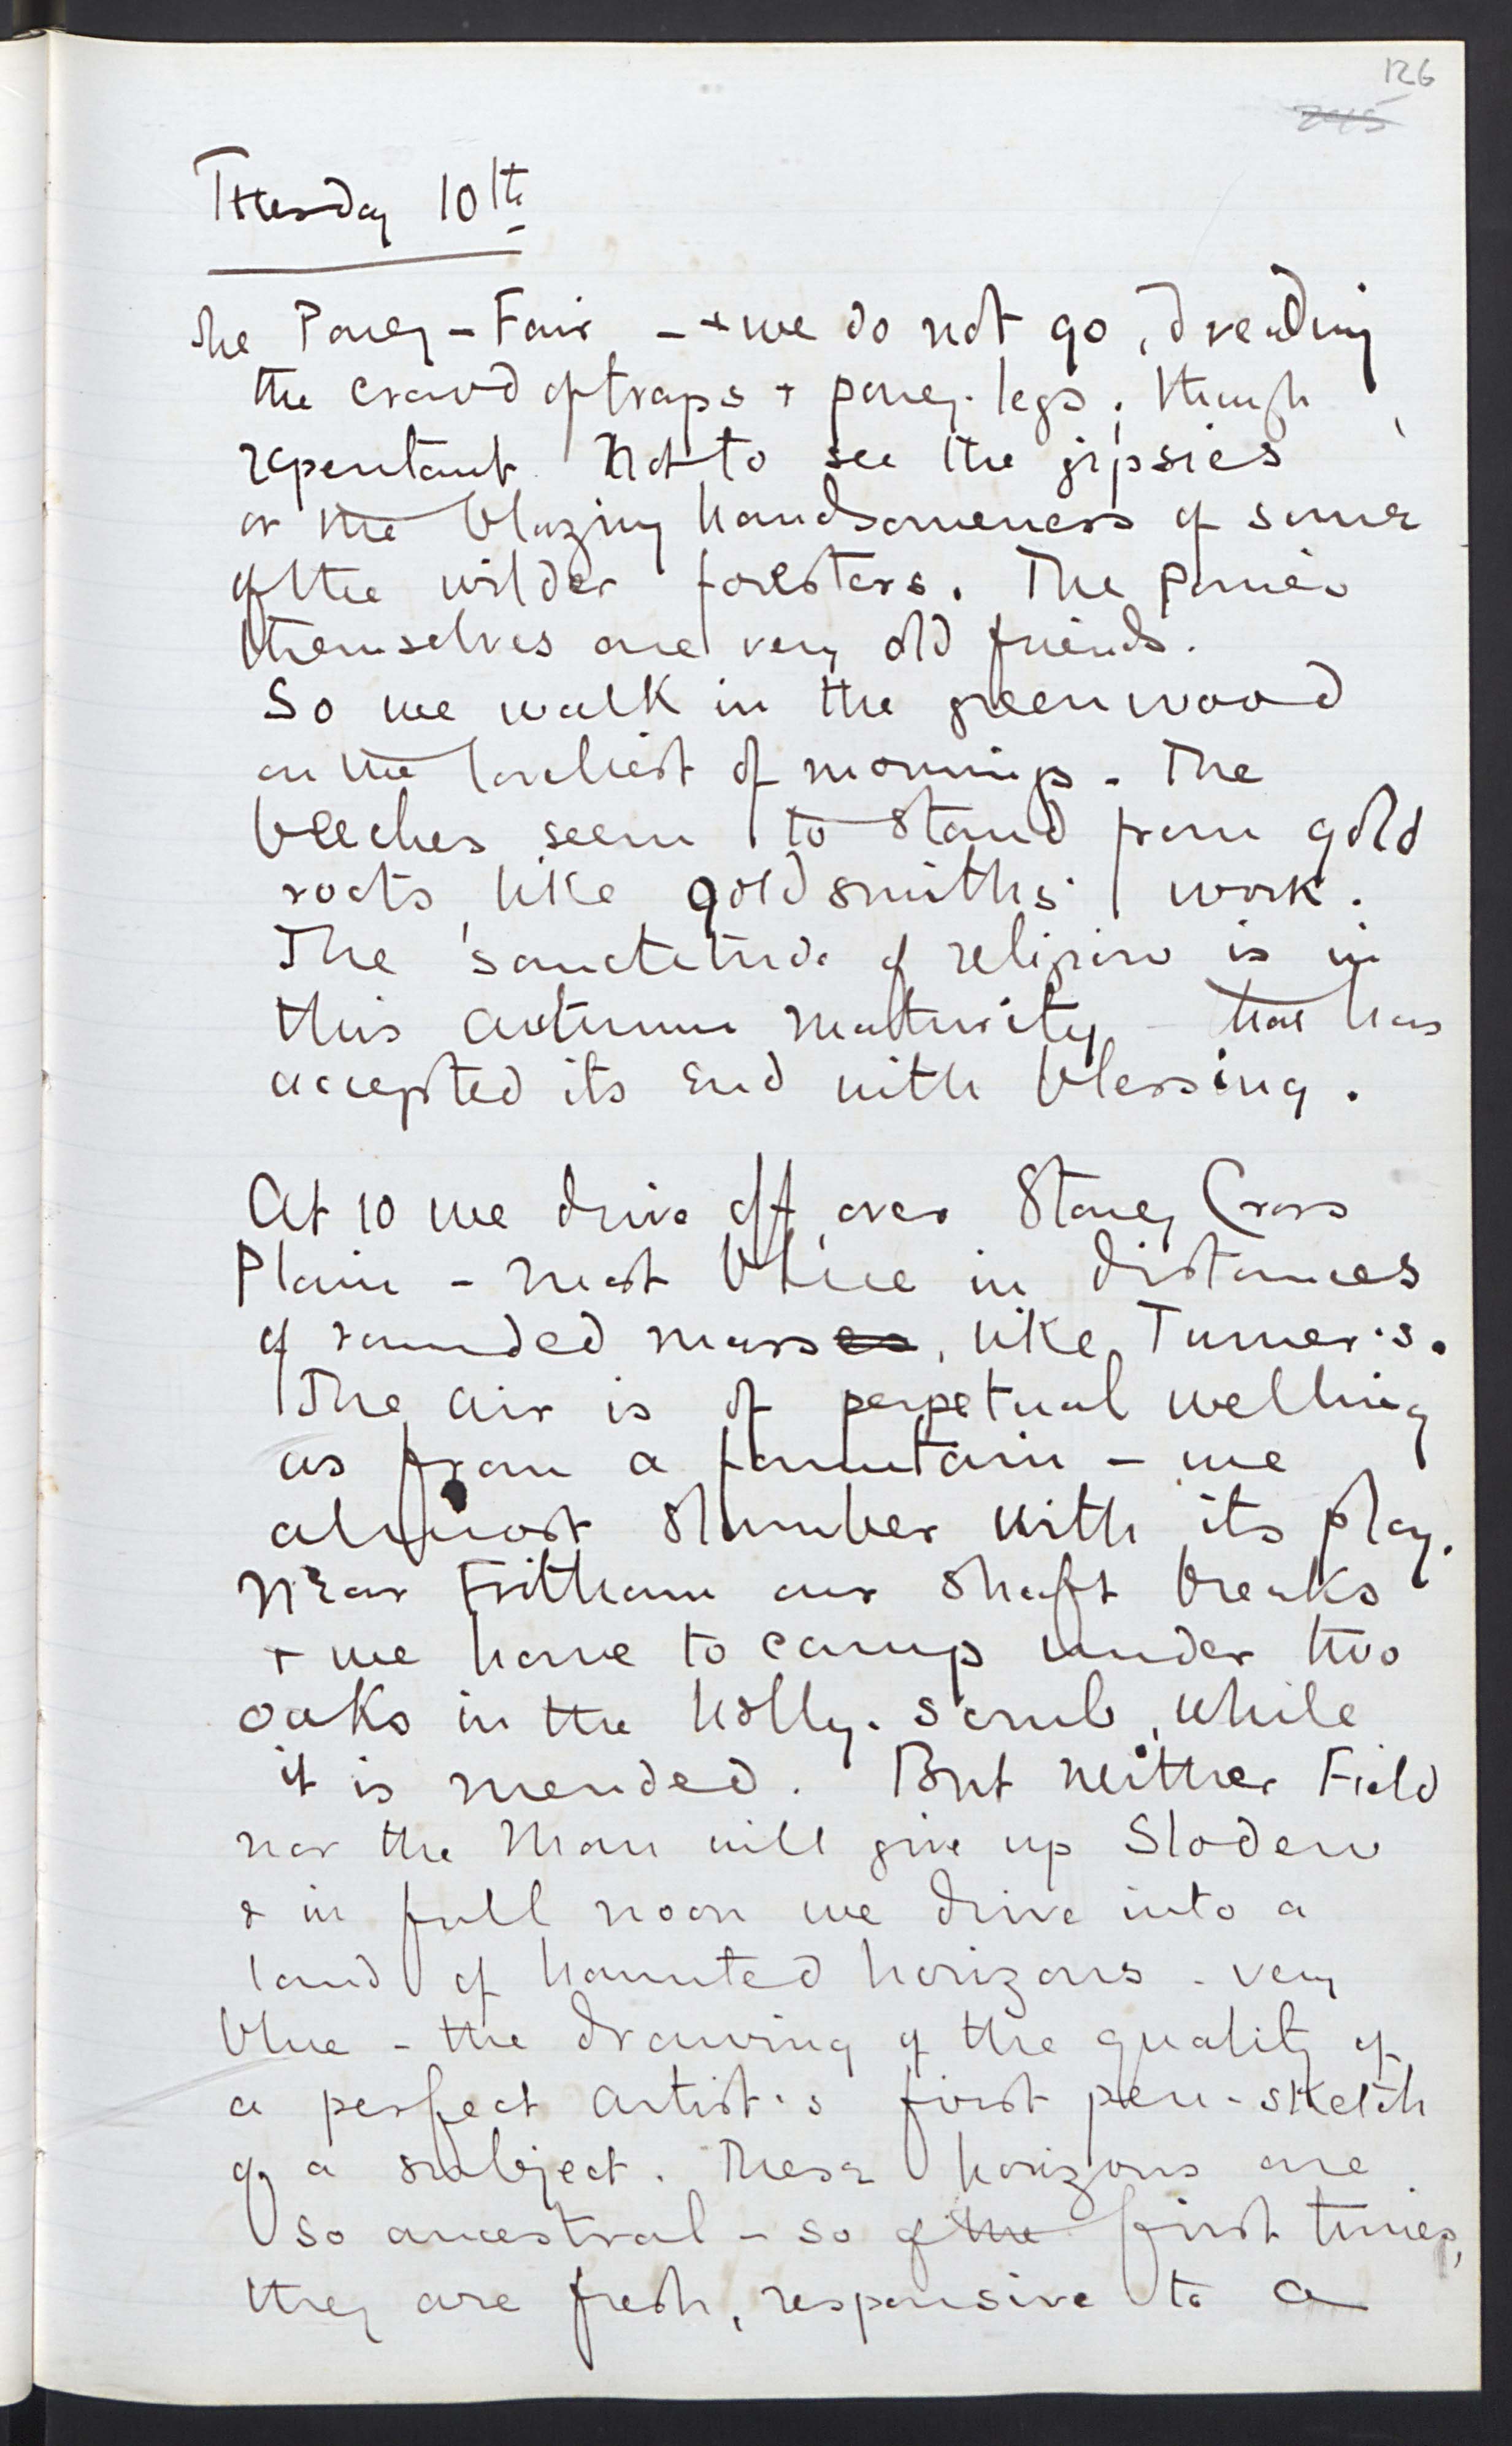 126
Tuesday 10th
The Poney-Fair - + we do not go, dreading
the crowd of traps + poney-legs, though
repentant not to see the gipsies
or the blazing handsomeness of some
of the wilder foresters. The ponies
themselves are very old friends.
So we walk in the greenwood
on the loveliest of mornings. The
beeches seem to stand from gold
roots like goldsmiths' work.
The sanctitude of religion is in
this autumn maturity - that has
accepted its end with blessing.
At 10 we drive off over Stoney Cross
Plain - most blue in distances
of rounded mass, like Turner's.
The air is of perpetual welling
as from a fountain - we
almost slumber with its play.
Near Fritham our shaft breaks
+ we have to camp under two
oaks in the holly-scrub, while
it is mended. But neither Field
nor the Man will give up Sloden
& in full noon we drive into a
land of haunted horizons - very
blue - the drawing of the quality of
a perfect artist's first pen-sketch
of a subject. These horizons are
so ancestral - so of the first times,
they are fresh, responsive to a